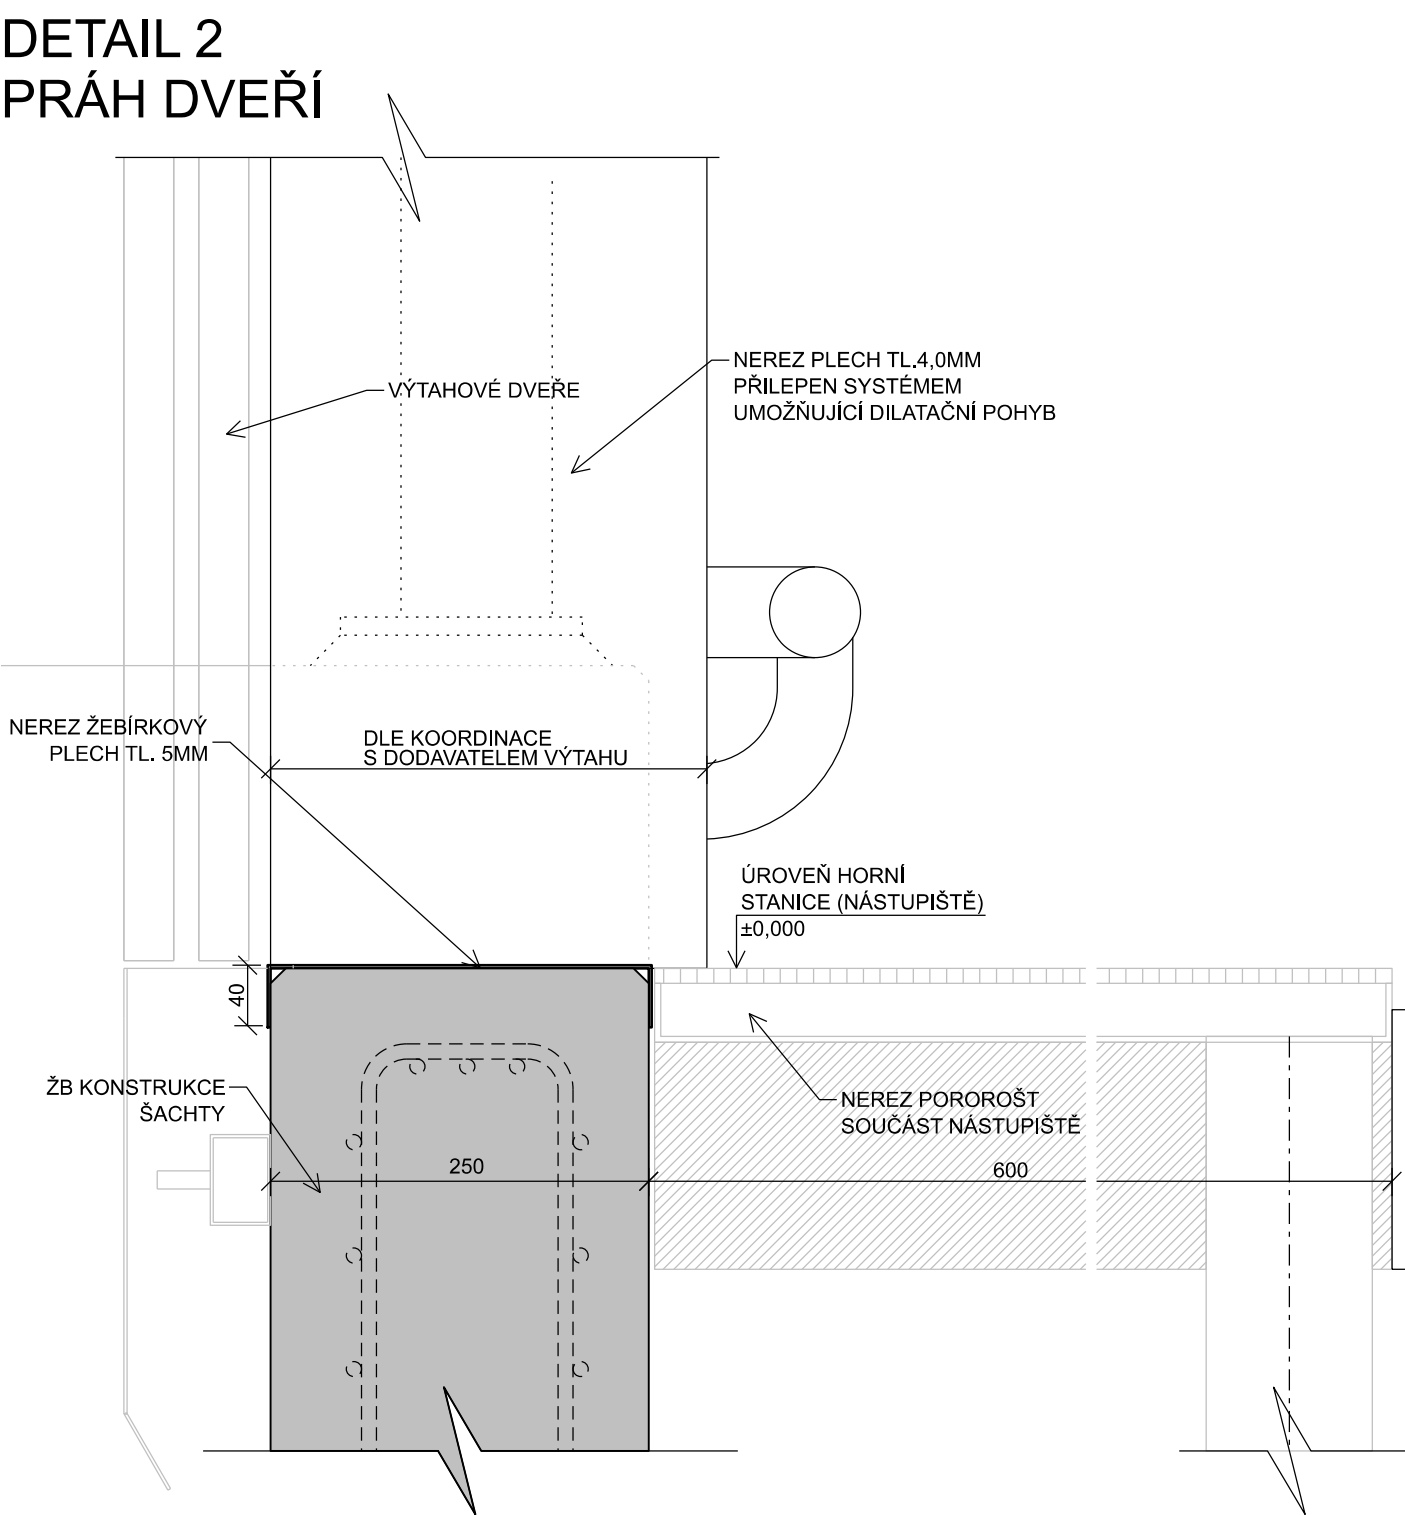 DETAIL 2
PRÁH DVEŘÍ
NEREZ PLECH TL.4,0MM
PŘILEPEN SYSTÉMEM
UMOŽŇUJÍCÍ DILATAČNÍ POHYB
VÝTAHOVÉ DVEŘE
NEREZ ŽEBÍRKOVÝ
PLECH TL. 5MM
DLE KOORDINACE
S DODAVATELEM VÝTAHU
ÚROVEŇ HORNÍ
STANICE (NÁSTUPIŠTĚ)
±0,000
40
ŽB KONSTRUKCE
ŠACHTY
NEREZ POROROŠT
SOUČÁST NÁSTUPIŠTĚ
250
600